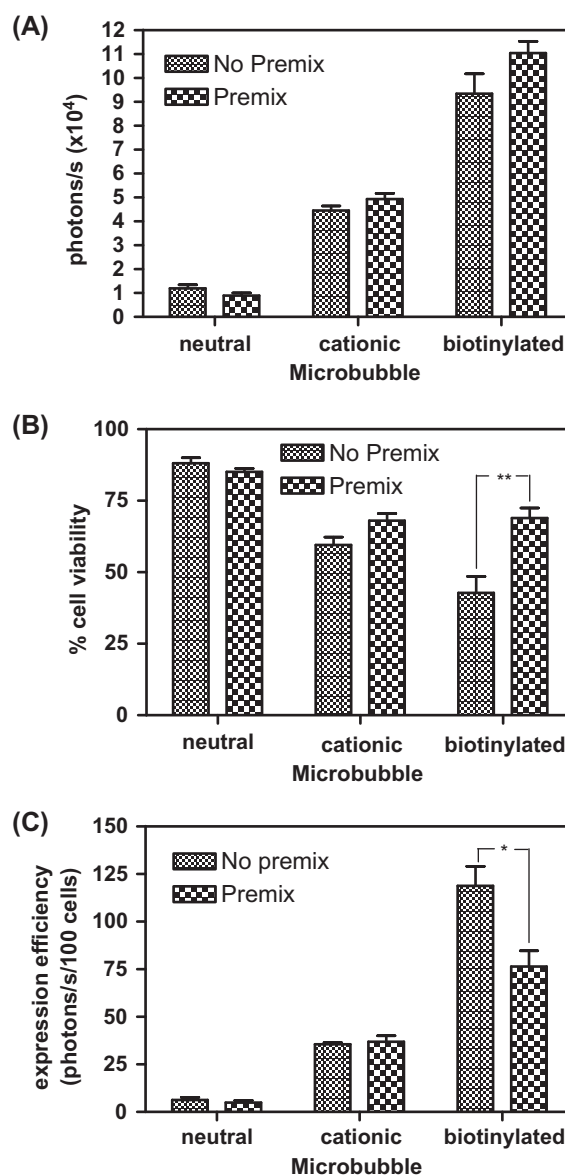 (A)
12
11
10
9
8
7
6
5
4
3
2
1
0
photons/s (x10⁴)
No Premix
Premix
neutral cationic biotinylated
Microbubble
(B)
100
75
50
25
0
% cell viability
No Premix
Premix
**
neutral cationic biotinylated
Microbubble
(C)
150
125
100
75
50
25
0
expression efficiency
(photons/s/100 cells)
No premix
Premix
*
neutral cationic biotinylated
Microbubble